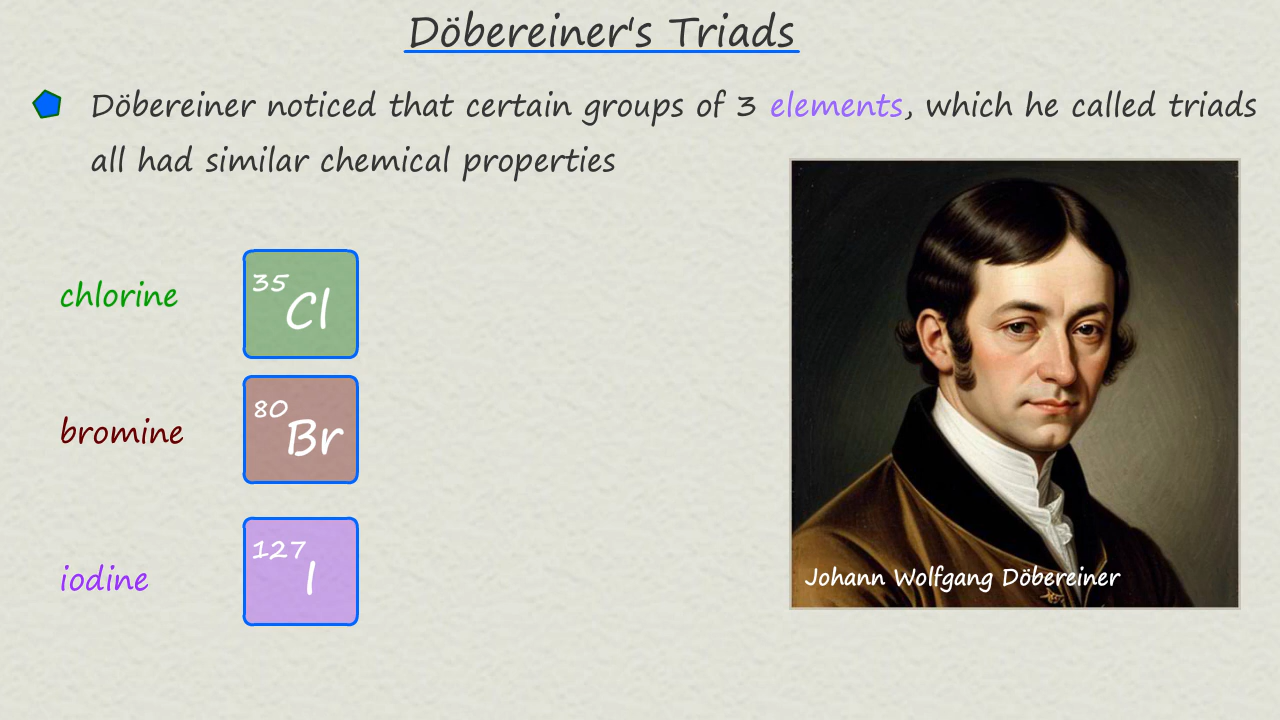 Döbereiner's Triads
Döbereiner noticed that certain groups of 3 elements, which he called triads
all had similar chemical properties
chlorine
35
Cl
bromine
80
Br
iodine
127
I
Johann Wolfgang Döbereiner